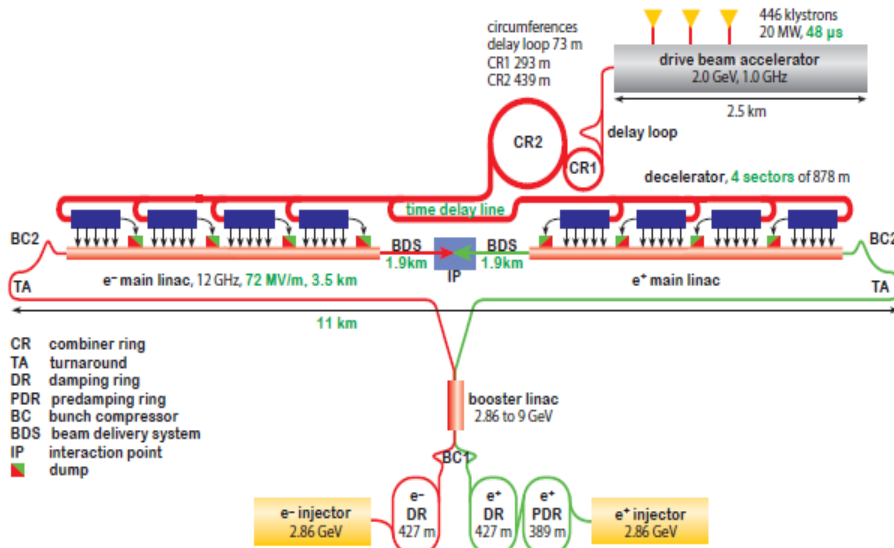 446 klystrons
20 MW, 48 µs
circumferences
delay loop 73 m
CR1 293 m
CR2 439 m
drive beam accelerator
2.0 GeV, 1.0 GHz
2.5 km
delay loop
CR2
CR1
decelerator, 4 sectors of 878 m
time delay line
BC2
BDS
1.9km
IP
BDS
1.9km
BC2
TA
e– main linac, 12 GHz, 72 MV/m, 3.5 km
e+ main linac
TA
11 km
CR combiner ring
TA turnaround
DR damping ring
PDR predamping ring
BC bunch compressor
BDS beam delivery system
IP interaction point
dump
booster linac
2.86 to 9 GeV
BC1
e– injector
2.86 GeV
e–
DR
427 m
e+
DR
427 m
e+
PDR
389 m
e+ injector
2.86 GeV